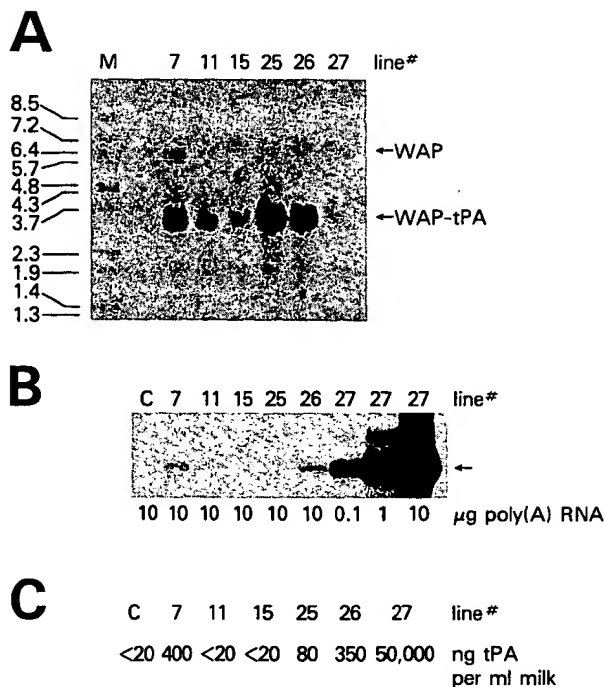 A
M 7 11 15 25 26 27 line#
8.5
7.2
6.4
5.7
4.8
4.3
3.7
2.3
1.9
1.4
1.3
←WAP
←WAP-tPA
B
C 7 11 15 25 26 27 27 27 line#
←
10 10 10 10 10 10 0.1 1 10 μg poly(A) RNA
C
C 7 11 15 25 26 27 line#
<20 400 <20 <20 80 350 50,000 ng tPA
per ml milk